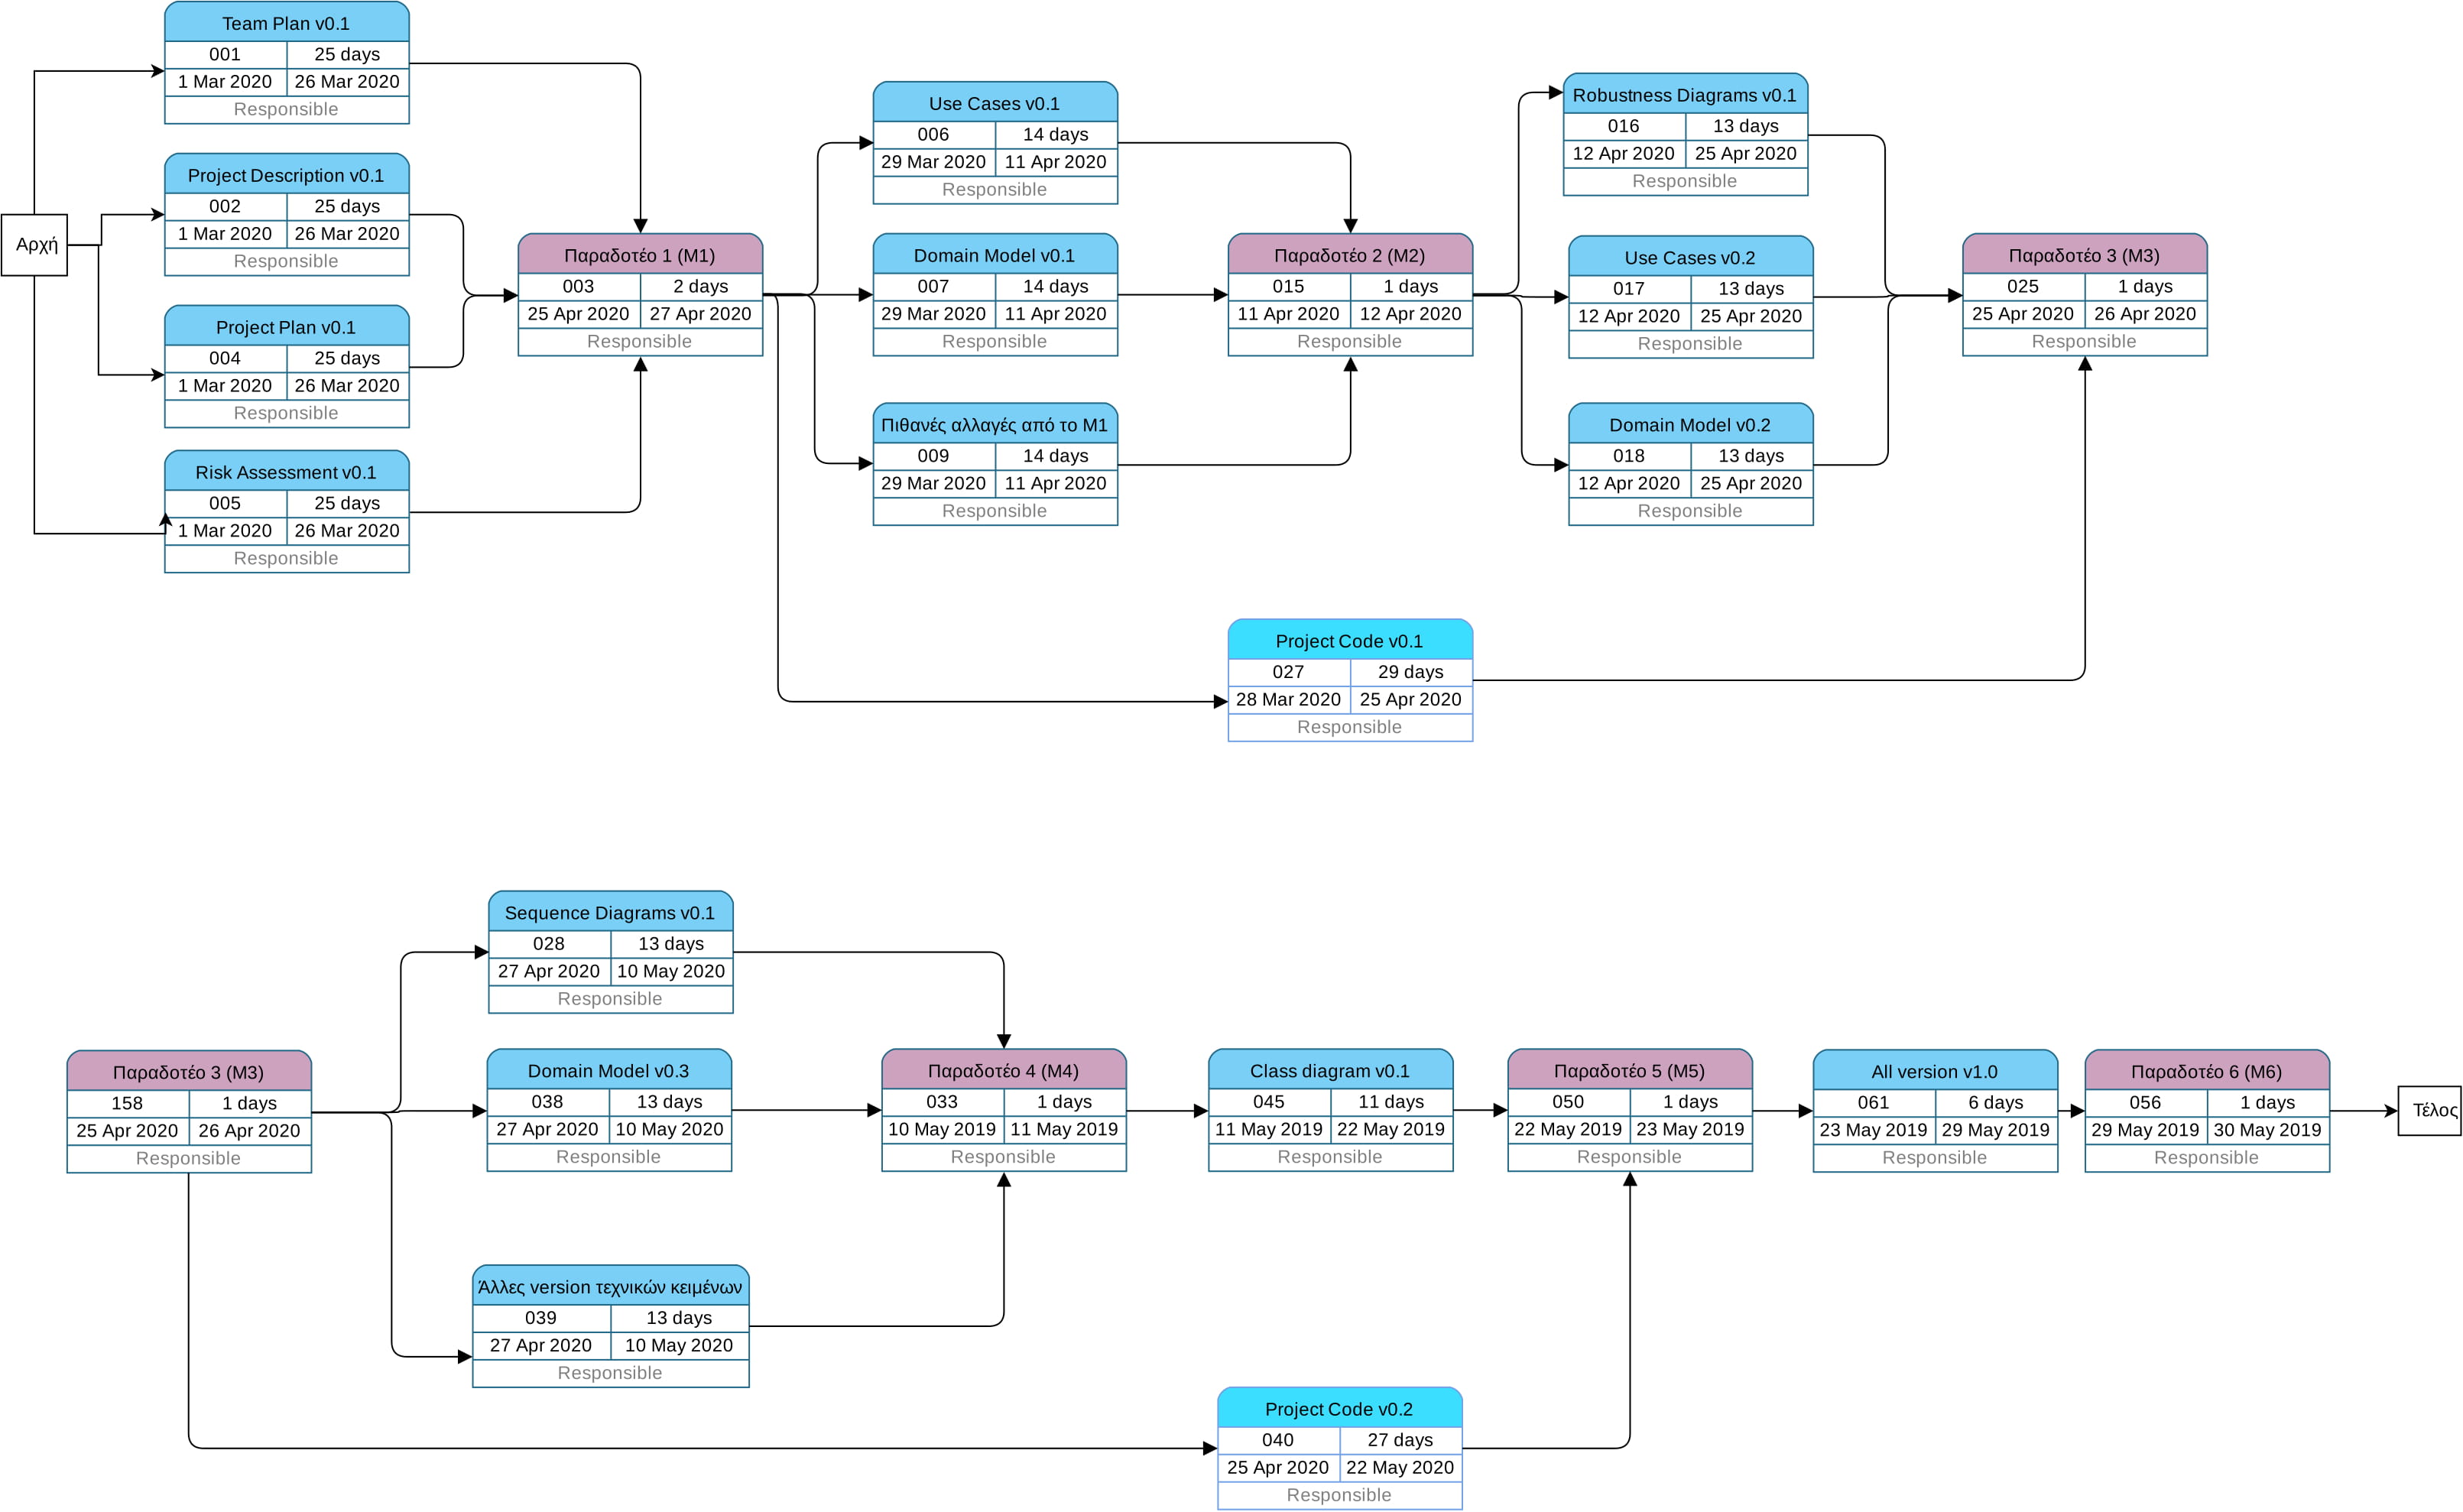 Team Plan v0.1
001 25 days
1 Mar 2020 26 Mar 2020
Responsible
Project Description v0.1
002 25 days
1 Mar 2020 26 Mar 2020
Responsible
Αρχή
Project Plan v0.1
004 25 days
1 Mar 2020 26 Mar 2020
Responsible
Risk Assessment v0.1
005 25 days
1 Mar 2020 26 Mar 2020
Responsible
Παραδοτέο 1 (M1)
003 2 days
25 Apr 2020 27 Apr 2020
Responsible
Use Cases v0.1
006 14 days
29 Mar 2020 11 Apr 2020
Responsible
Domain Model v0.1
007 14 days
29 Mar 2020 11 Apr 2020
Responsible
Πιθανές αλλαγές από το M1
009 14 days
29 Mar 2020 11 Apr 2020
Responsible
Παραδοτέο 2 (M2)
015 1 days
11 Apr 2020 12 Apr 2020
Responsible
Robustness Diagrams v0.1
016 13 days
12 Apr 2020 25 Apr 2020
Responsible
Use Cases v0.2
017 13 days
12 Apr 2020 25 Apr 2020
Responsible
Domain Model v0.2
018 13 days
12 Apr 2020 25 Apr 2020
Responsible
Παραδοτέο 3 (M3)
025 1 days
25 Apr 2020 26 Apr 2020
Responsible
Project Code v0.1
027 29 days
28 Mar 2020 25 Apr 2020
Responsible
Παραδοτέο 3 (M3)
158 1 days
25 Apr 2020 26 Apr 2020
Responsible
Sequence Diagrams v0.1
028 13 days
27 Apr 2020 10 May 2020
Responsible
Domain Model v0.3
038 13 days
27 Apr 2020 10 May 2020
Responsible
Άλλες version τεχνικών κειμένων
039 13 days
27 Apr 2020 10 May 2020
Responsible
Παραδοτέο 4 (M4)
033 1 days
10 May 2019 11 May 2019
Responsible
Class diagram v0.1
045 11 days
11 May 2019 22 May 2019
Responsible
Παραδοτέο 5 (M5)
050 1 days
22 May 2019 23 May 2019
Responsible
All version v1.0
061 6 days
23 May 2019 29 May 2019
Responsible
Παραδοτέο 6 (M6)
056 1 days
29 May 2019 30 May 2019
Responsible
Τέλος
Project Code v0.2
040 27 days
25 Apr 2020 22 May 2020
Responsible